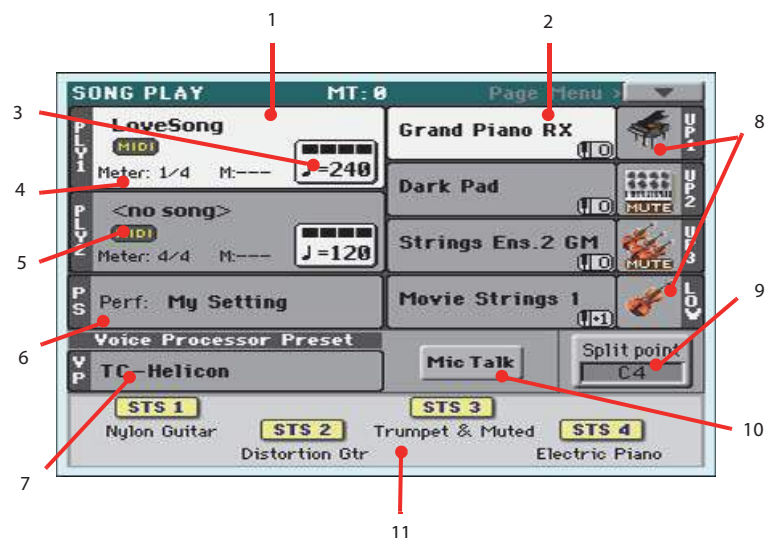 1
2
3
4
5
6
7
8
9
10
11
SONG PLAY MT: 0 Page Menu >
PLY1
LoveSong
MIDI
Meter: 1/4 M:---
♩=240
PLY2
<no song>
MIDI
Meter: 4/4 M:---
♩=120
PS
Perf: My Setting
Voice Processor Preset
VP
TC-Helicon
Grand Piano RX
0
UP1
Dark Pad
0
MUTE
UP2
Strings Ens.2 GM
0
MUTE
UP3
Movie Strings 1
+1
LOW
Mic Talk
Split point
C4
STS 1
Nylon Guitar
STS 2
Distortion Gtr
STS 3
Trumpet & Muted
STS 4
Electric Piano